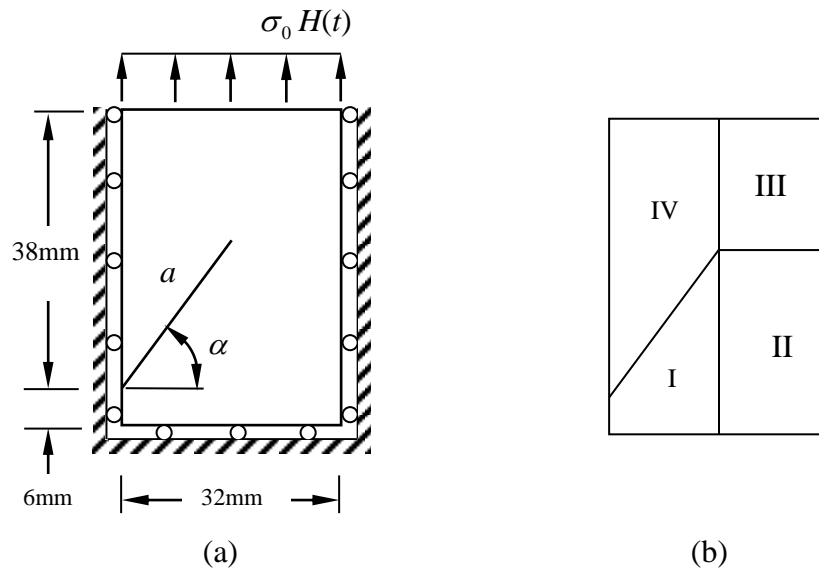 σ₀ H(t)
38mm
a
α
6mm
32mm
(a)
IV
III
I
II
(b)